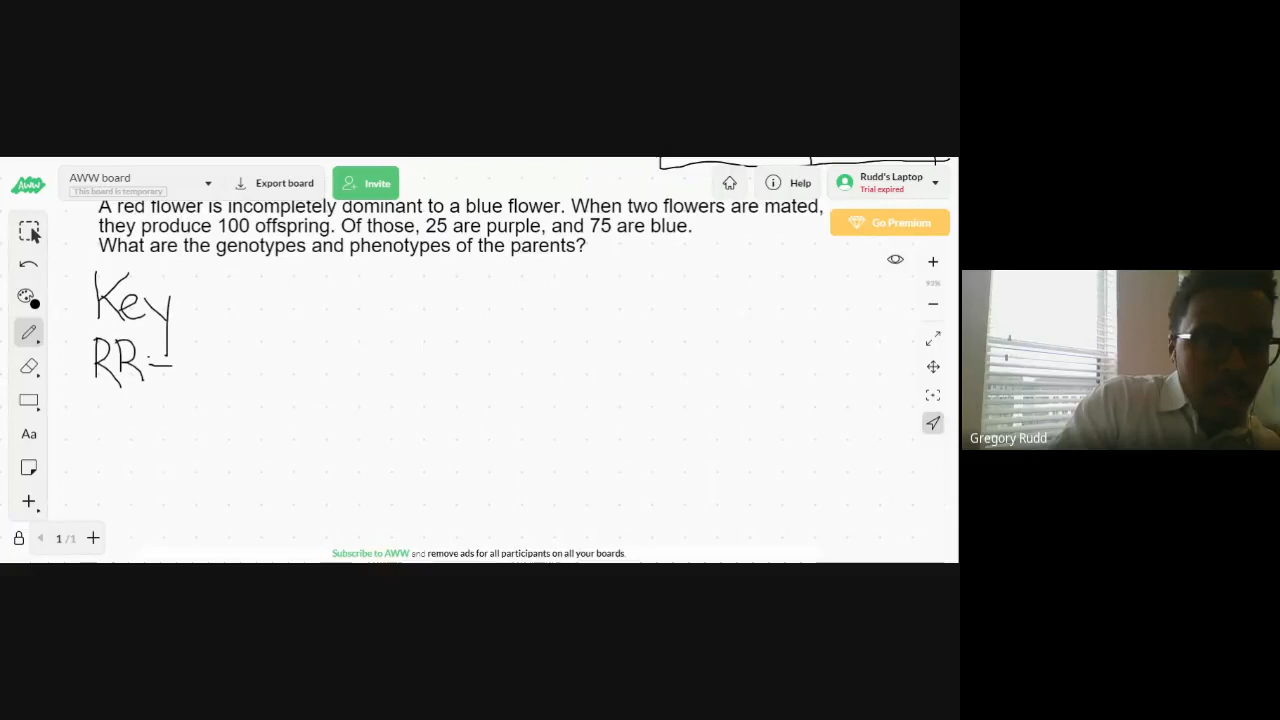 AWW board
This board is temporary
Export board
Invite
Help
Rudd's Laptop
Trial expired
Go Premium
AWW
A red flower is incompletely dominant to a blue flower. When two flowers are mated,
they produce 100 offspring. Of those, 25 are purple, and 75 are blue.
What are the genotypes and phenotypes of the parents?
Key
RR -
93%
Aa
Gregory Rudd
1 / 1
Subscribe to AWW and remove ads for all participants on all your boards.